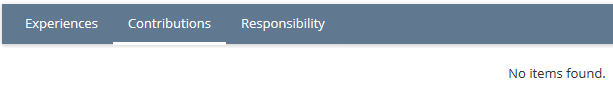 Experiences Contributions Responsibility
No items found.